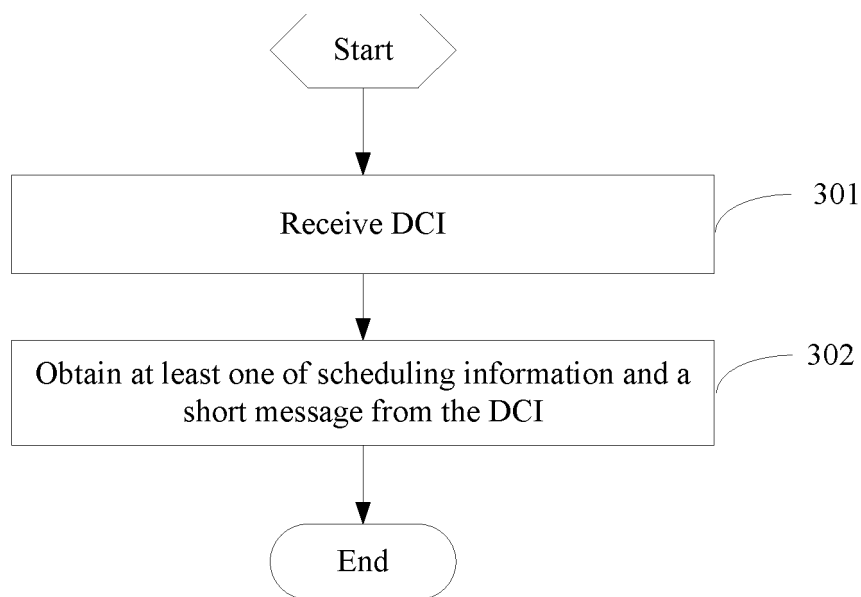 Start
Receive DCI
301
Obtain at least one of scheduling information and a
short message from the DCI
302
End